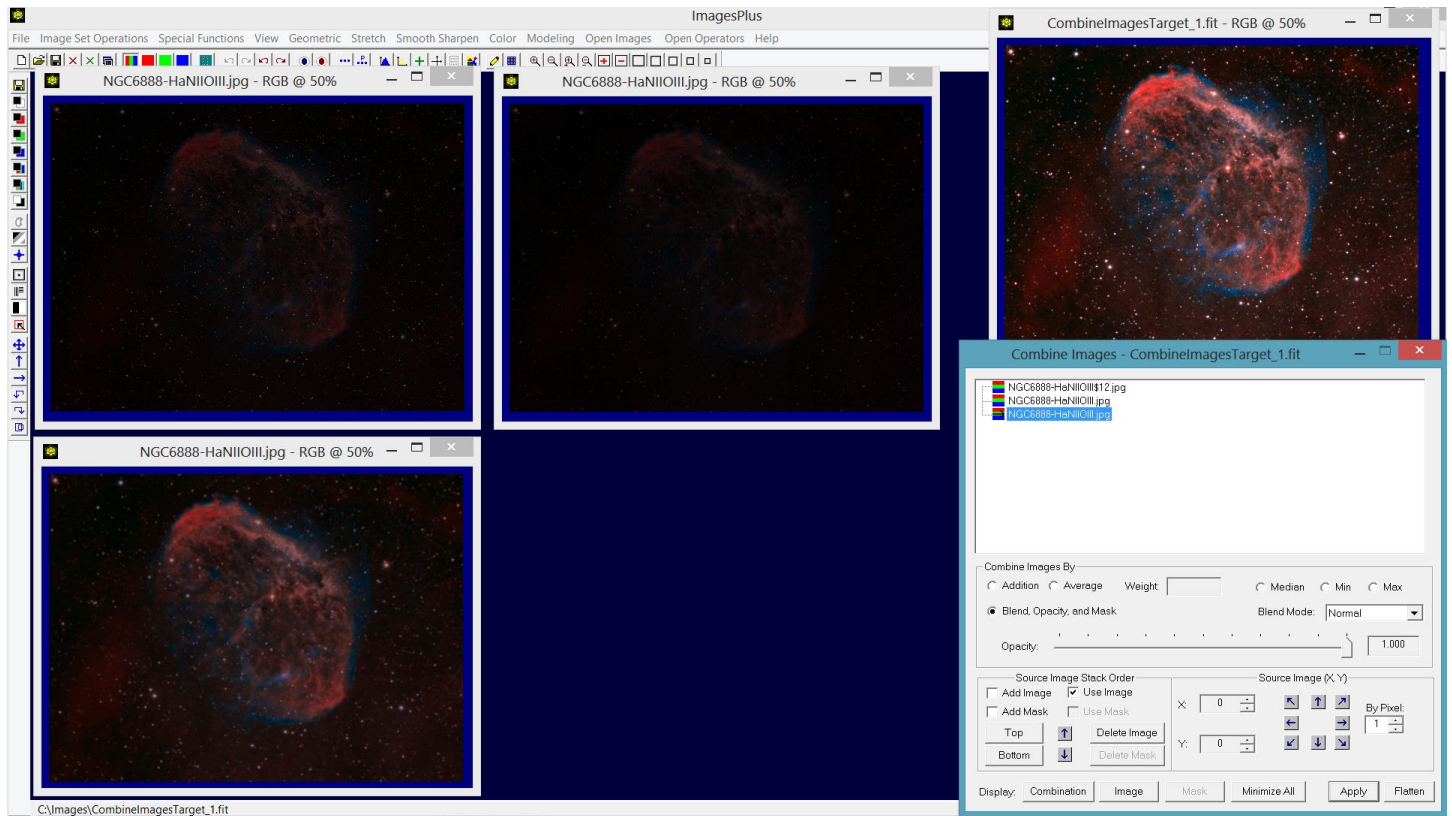 ImagesPlus
File Image Set Operations Special Functions View Geometric Stretch Smooth Sharpen Color Modeling Open Images Open Operators Help
NGC6888-HaNIIOIII.jpg - RGB @ 50%
NGC6888-HaNIIOIII.jpg - RGB @ 50%
CombineImagesTarget_1.fit - RGB @ 50%
NGC6888-HaNIIOIII.jpg - RGB @ 50%
Combine Images - CombineImagesTarget_1.fit
NGC6888-HaNIIOIII$12.jpg
NGC6888-HaNIIOIII.jpg
NGC6888-HaNIIOIII.jpg
Combine Images By
Addition Average Weight: Median Min Max
Blend, Opacity, and Mask Blend Mode: Normal
Opacity: 1.000
Source Image Stack Order Source Image (X, Y)
Add Image Use Image
Add Mask Use Mask
X: 0 By Pixel:
1
Top Delete Image
Bottom Delete Mask
Y: 0
Display: Combination Image Mask Minimize All Apply Flatten
C:\Images\CombineImagesTarget_1.fit